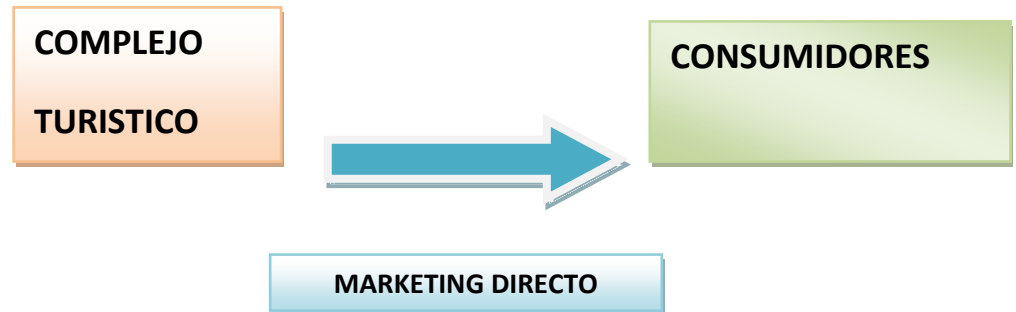 COMPLEJO
TURISTICO
CONSUMIDORES
MARKETING DIRECTO